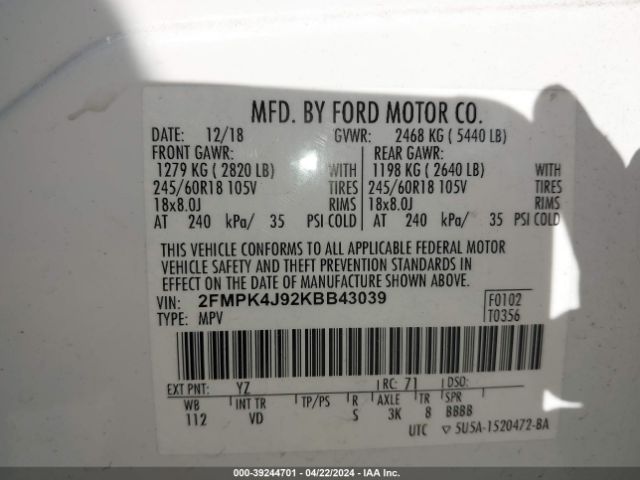 MFD. BY FORD MOTOR CO.
DATE: 12/18 GVWR: 2468 KG ( 5440 LB)
FRONT GAWR: REAR GAWR:
1279 KG ( 2820 LB) WITH 1198 KG ( 2640 LB) WITH
245/60R18 105V TIRES 245/60R18 105V TIRES
18x8.0J RIMS 18x8.0J RIMS
AT 240 kPa/ 35 PSI COLD AT 240 kPa/ 35 PSI COLD
THIS VEHICLE CONFORMS TO ALL APPLICABLE FEDERAL MOTOR
VEHICLE SAFETY AND THEFT PREVENTION STANDARDS IN
EFFECT ON THE DATE OF MANUFACTURE SHOWN ABOVE.
VIN: 2FMPK4J92KBB43039 F0102
TYPE: MPV T0356
EXT PNT: YZ RC: 71 DSO:
WB INT TR TP/PS R AXLE TR SPR
112 VD S 3K 8 BBBB
UTC ▽ 5U5A-1520472-BA
000-39244701 - 04/22/2024 - IAA Inc.